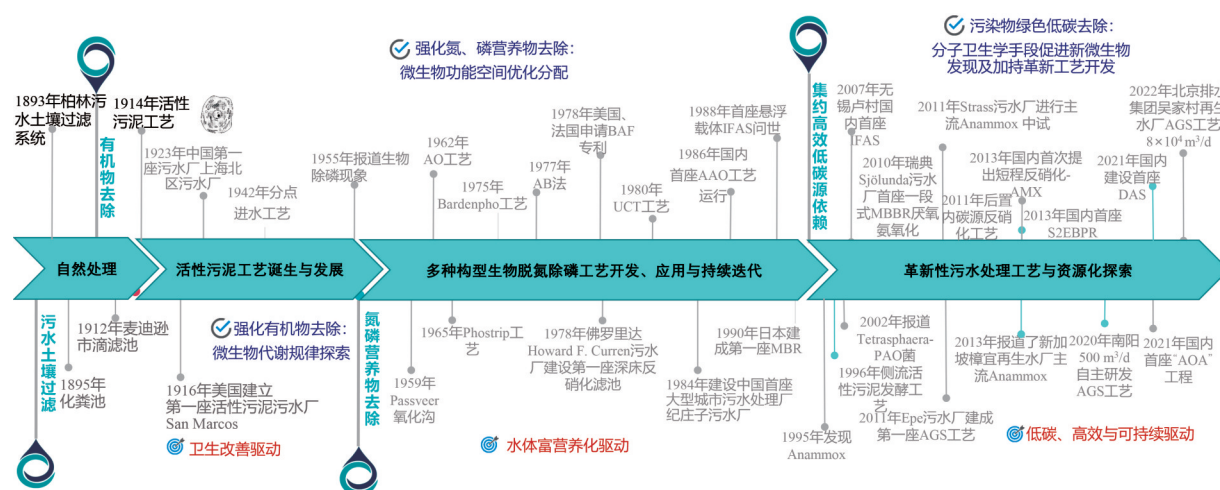 强化氮、磷营养物去除：
微生物功能空间优化分配
污染物绿色低碳去除：
分子卫生学手段促进新微生物
发现及加持革新工艺开发
1893年柏林污
水土壤过滤
系统
有机物去除
1914年活性
污泥工艺
1923年中国第一
座污水厂上海北
区污水厂
1942年分点
进水工艺
1955年报道生物
除磷现象
1962年
AO工艺
1975年
Bardenpho工艺
1977年
AB法
1978年美国、
法国申请BAF
专利
1980年
UCT工艺
1986年国内
首座AAO工艺
运行
1988年首座悬浮
载体IFAS问世
集约高效低碳源依赖
2007年无
锡卢村国
内首座
IFAS
2010年瑞典
Sjölunda污水
厂首座一段
式MBBR厌氧
氨氧化
2011年Strass污水厂进行主
流Anammox 中试
2011年后置
内碳源反硝
化工艺
2013年国内首次提
出短程反硝化-
AMX
2013年国内首座
S2EBPR
2021年国内
建设首座
DAS
2022年北京排水
集团吴家村再生
水厂AGS工艺
8×10⁴ m³/d
自然处理
活性污泥工艺诞生与发展
多种构型生物脱氮除磷工艺开发、应用与持续迭代
革新性污水处理工艺与资源化探索
污水土壤过滤
1895年
化粪池
1912年麦迪逊
市滴滤池
1916年美国建立
第一座活性污泥污水厂
San Marcos
强化有机物去除：
微生物代谢规律探索
卫生改善驱动
氮磷营养物去除
1959年
Passveer
氧化沟
1965年Phostrip工
艺
1978年佛罗里达
Howard F. Curren污水
厂建设第一座深床反
硝化滤池
1984年建设中国首座
大型城市污水处理厂
纪庄子污水厂
1990年日本建
成第一座MBR
水体富营养化驱动
1995年发现
Anammox
1996年侧流活
性污泥发酵工
艺
2002年报道
Tetrasphaera-
PAO菌
2011年Epe污水厂建成
第一座AGS工艺
2013年报道了新加
坡樟宜再生水厂主
流Anammox
2020年南阳
500 m³/d
自主研发
AGS工艺
2021年国内
首座“AOA”
工程
低碳、高效与可持续驱动